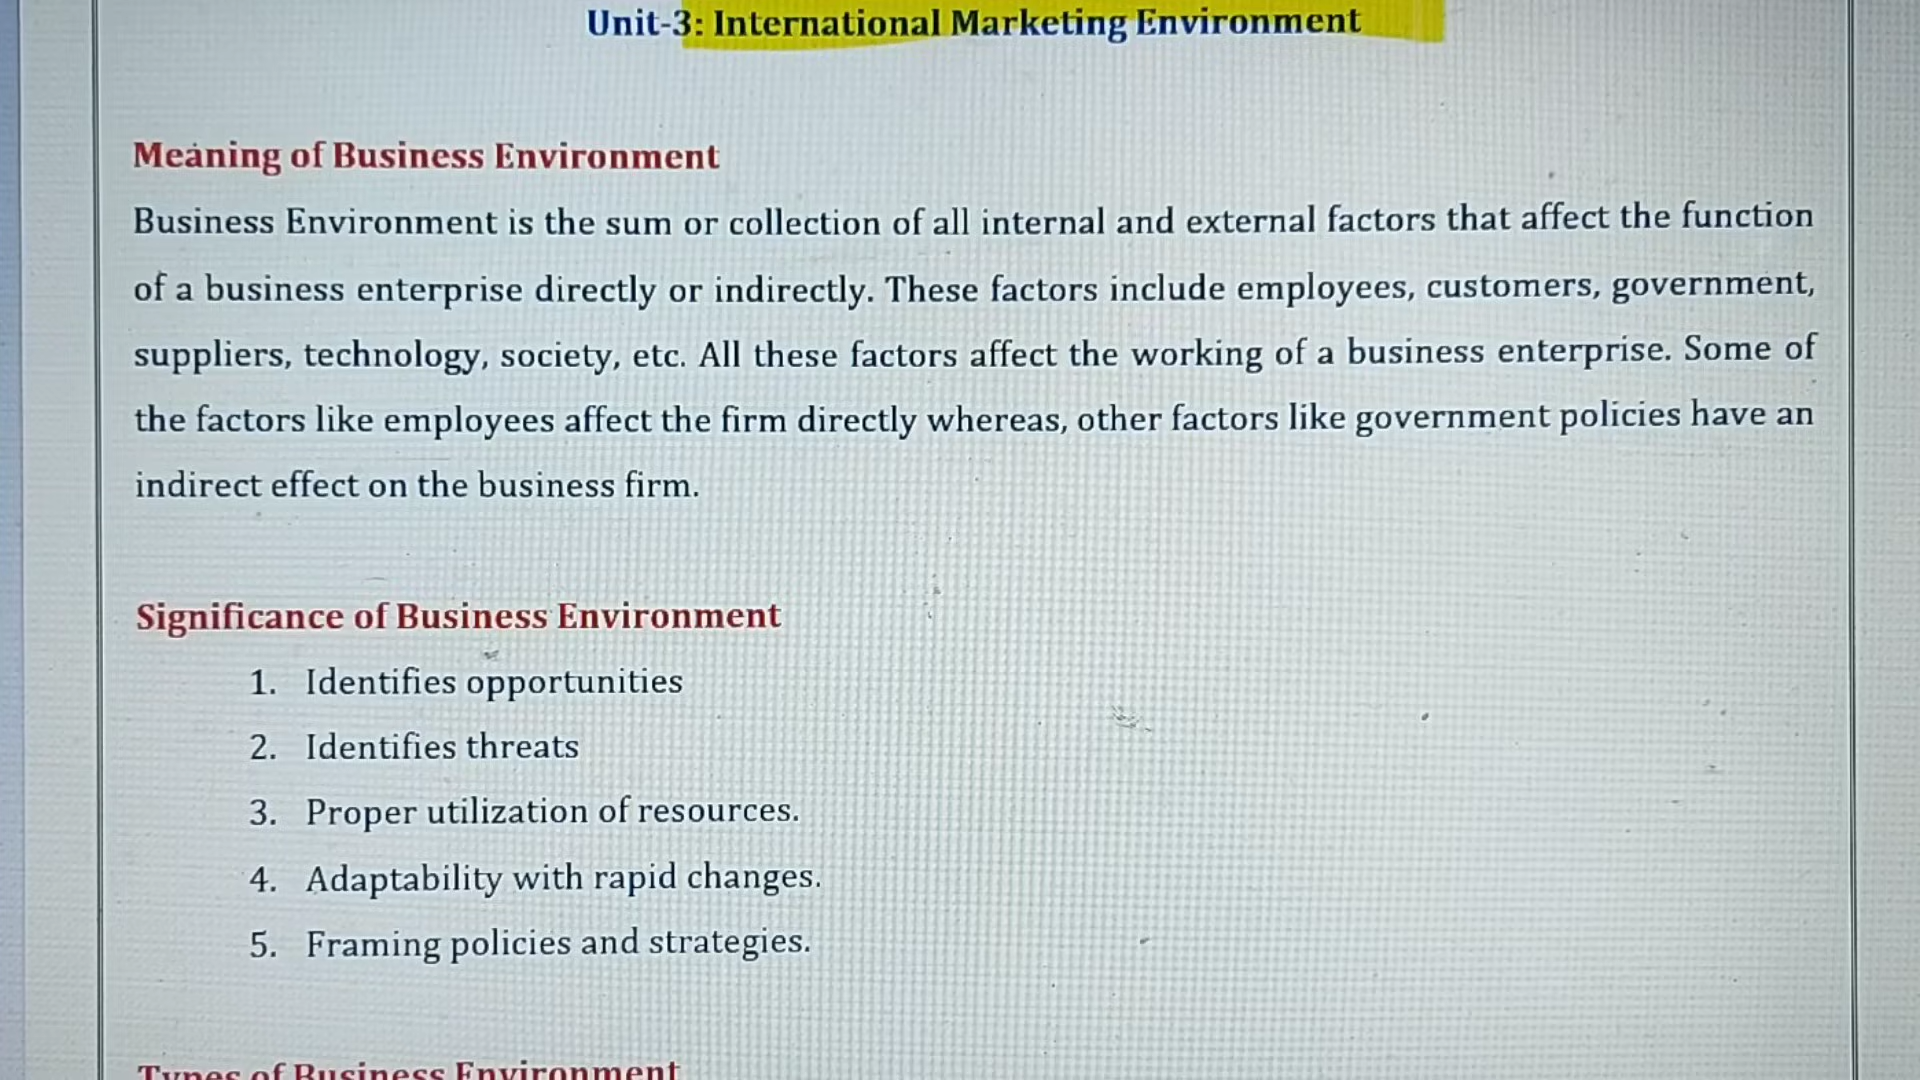 Unit-3: International Marketing Environment
Meaning of Business Environment
Business Environment is the sum or collection of all internal and external factors that affect the function
of a business enterprise directly or indirectly. These factors include employees, customers, government,
suppliers, technology, society, etc. All these factors affect the working of a business enterprise. Some of
the factors like employees affect the firm directly whereas, other factors like government policies have an
indirect effect on the business firm.
Significance of Business Environment
1. Identifies opportunities
2. Identifies threats
3. Proper utilization of resources.
4. Adaptability with rapid changes.
5. Framing policies and strategies.
Types of Business Environment